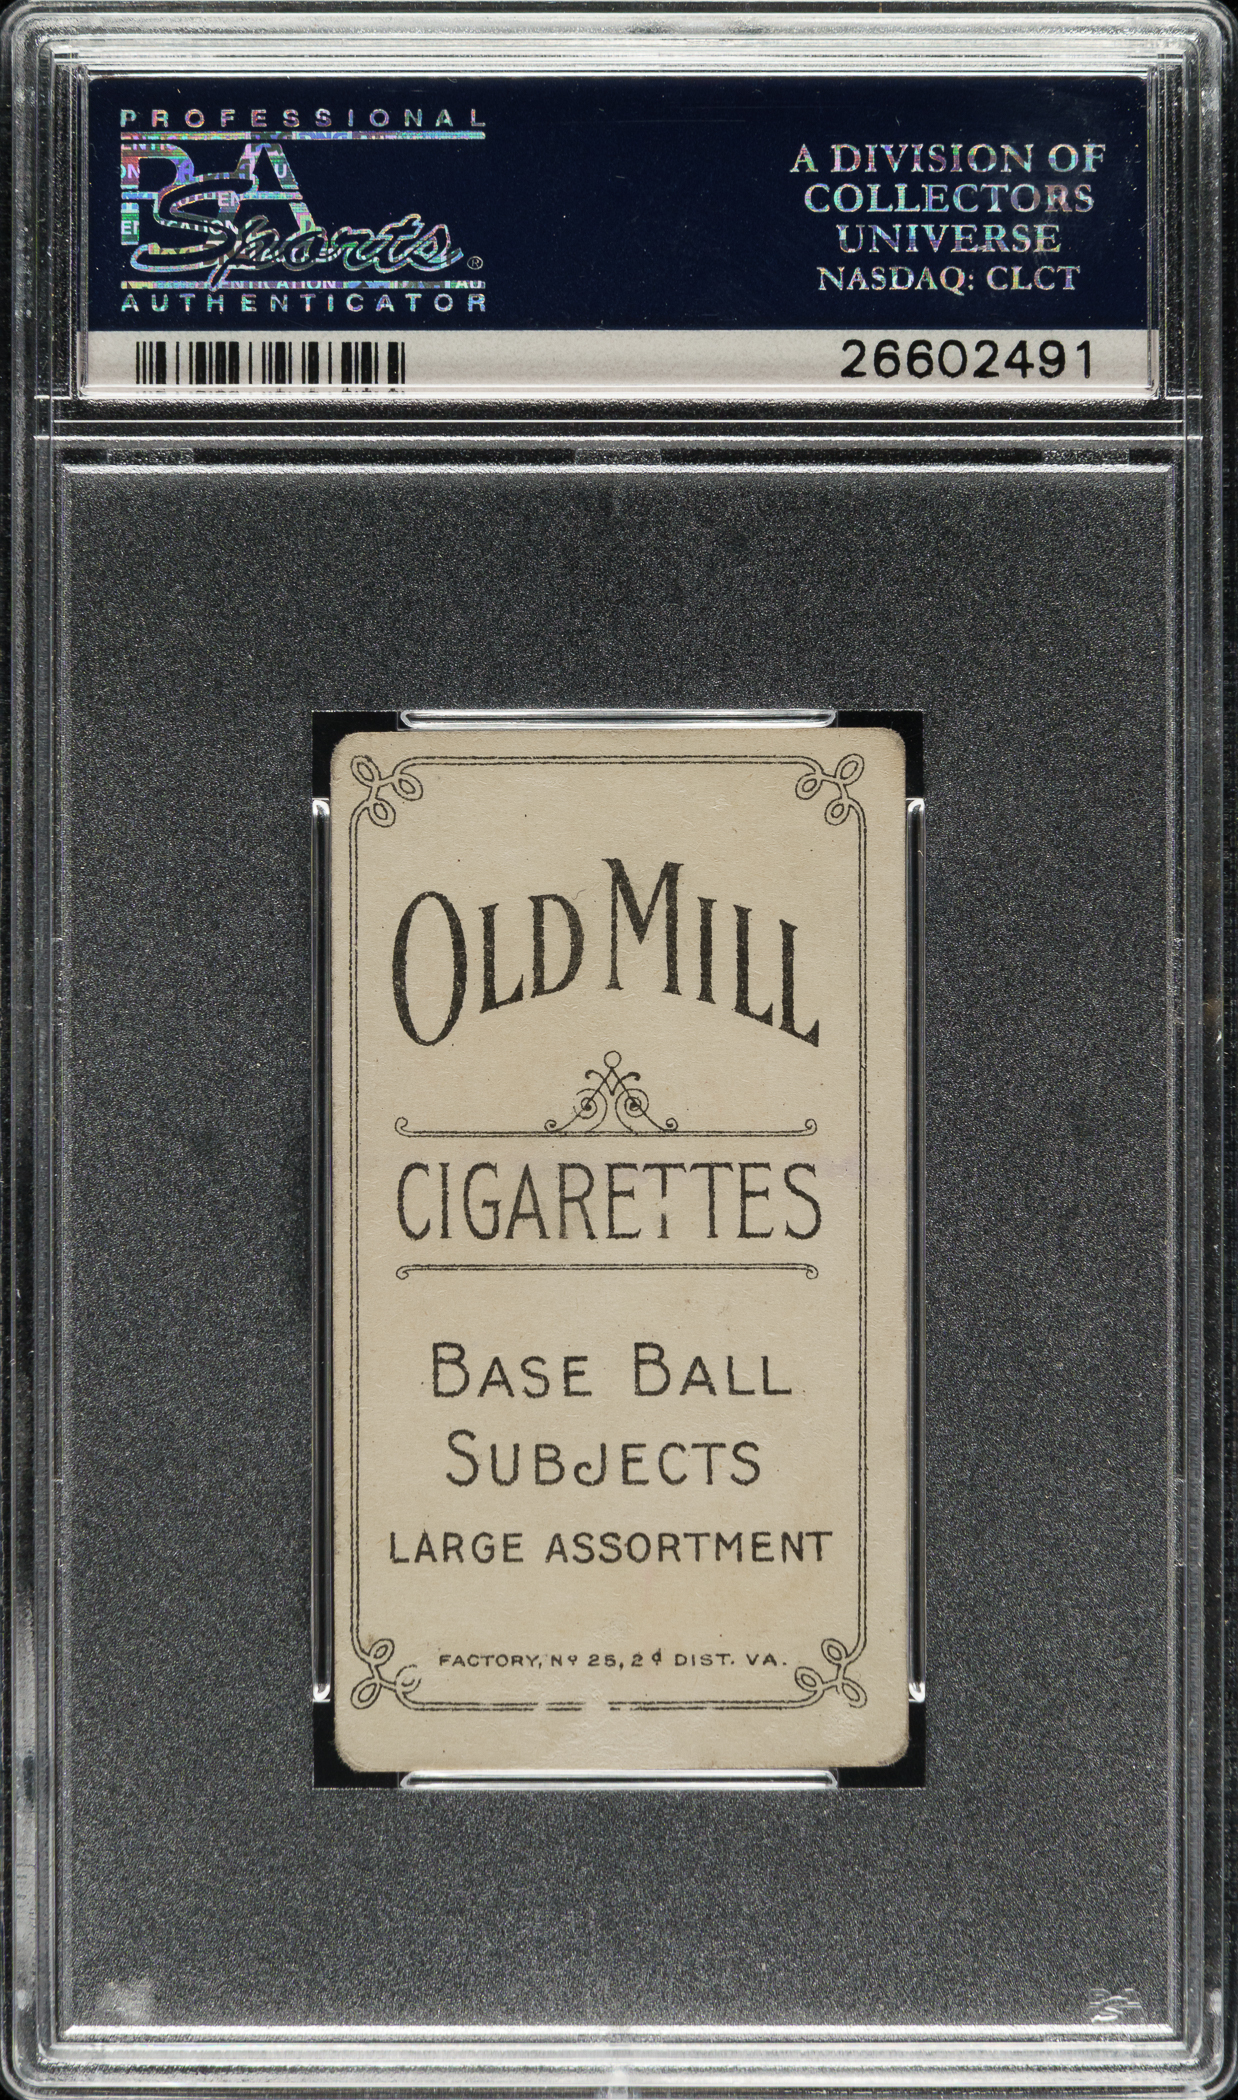 PROFESSIONAL
PSA
Sports®
AUTHENTICATOR
A DIVISION OF
COLLECTORS
UNIVERSE
NASDAQ: CLCT
26602491
OLD MILL
CIGARETTES
BASE BALL
SUBJECTS
LARGE ASSORTMENT
FACTORY, Nº 25, 2d DIST. VA.